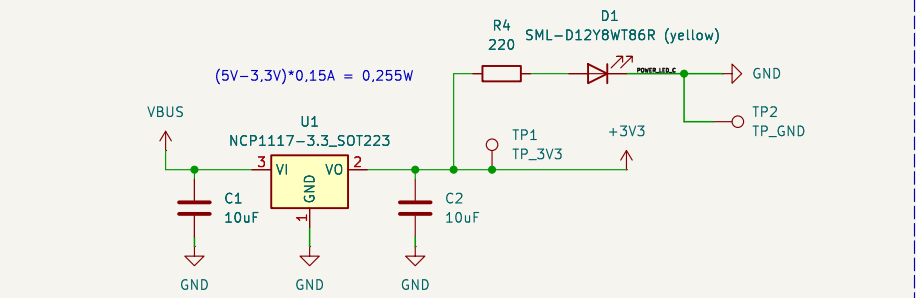 D1
SML-D12Y8WT86R (yellow)
R4
220
POWER_LED_C
GND
(5V-3,3V)*0,15A = 0,255W
VBUS
U1
NCP1117-3.3_SOT223
TP1
TP_3V3
+3V3
TP2
TP_GND
3
VI
VO
2
GND
1
C1
10uF
C2
10uF
GND
GND
GND